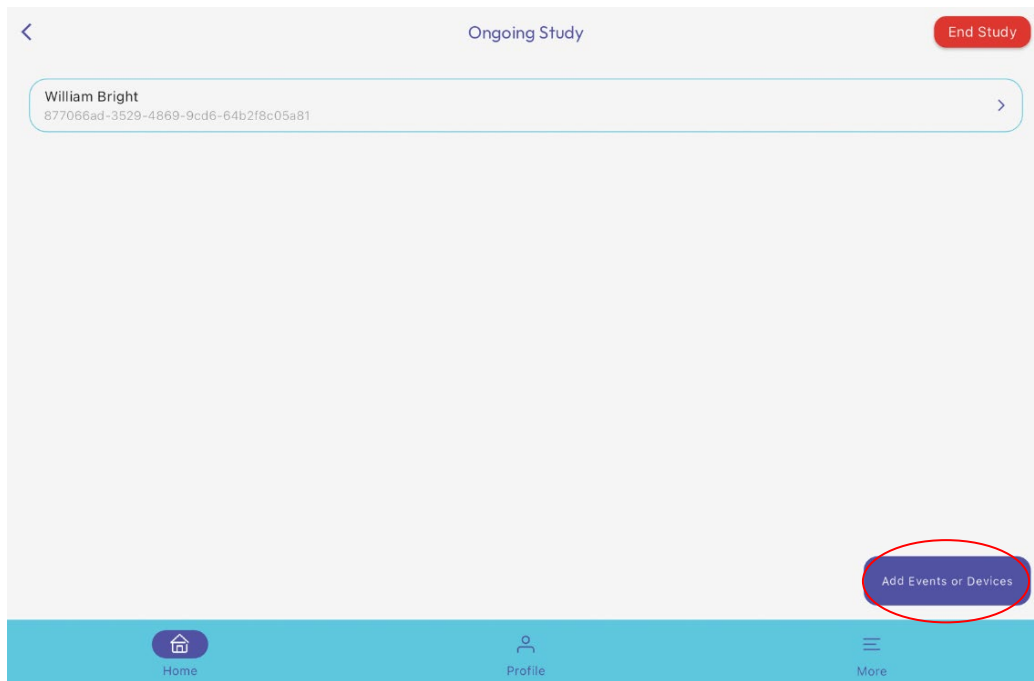 Ongoing Study
End Study
William Bright
877066ad-3529-4869-9cd6-64b2f8c05a81
Add Events or Devices
Home
Profile
More